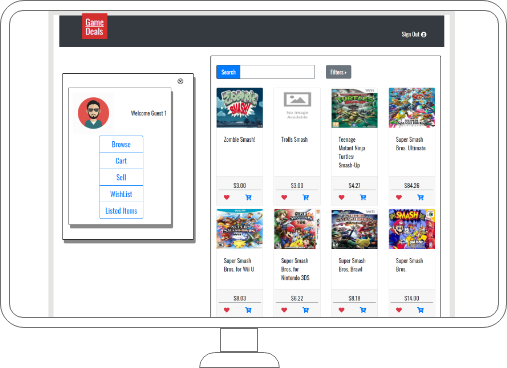 Game
Deals
Sign Out
Search
Filters
Welcome Guest 1
Browse
Cart
Sell
WishList
Listed Items
Zombie Smash!
Trolls Smash
Teenage
Mutant Ninja
Turtles:
Smash-Up
Super Smash
Bros. Ultimate
No Image
Available
$3.00
$3.00
$4.27
$84.26
Super Smash
Bros. for Wii U
Super Smash
Bros. for
Nintendo 3DS
Super Smash
Bros. Brawl
Super Smash
Bros.
$8.03
$6.22
$8.18
$14.00
SMASH